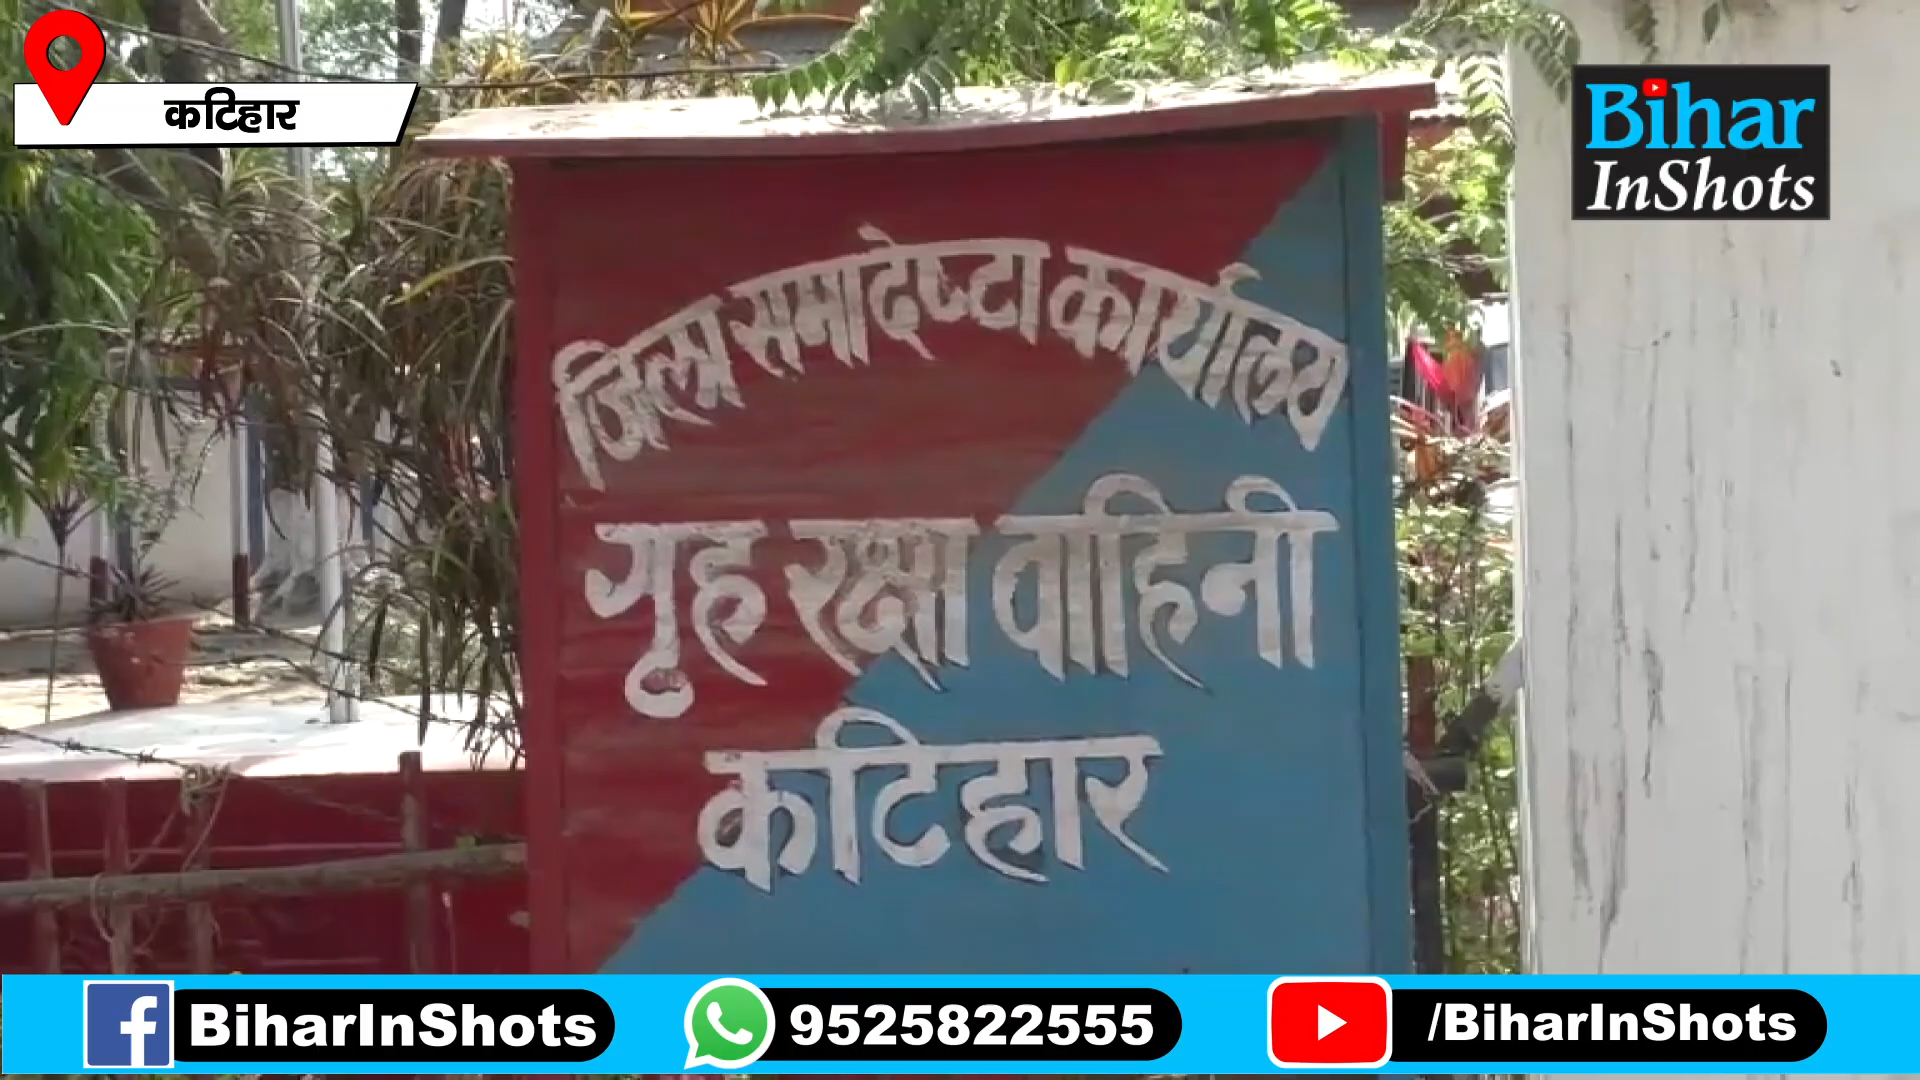 कटिहार
Bihar
InShots
जिला समादेष्टा कार्यालय
गृह रक्षा वाहिनी
कटिहार
BiharInShots
9525822555
/BiharInShots